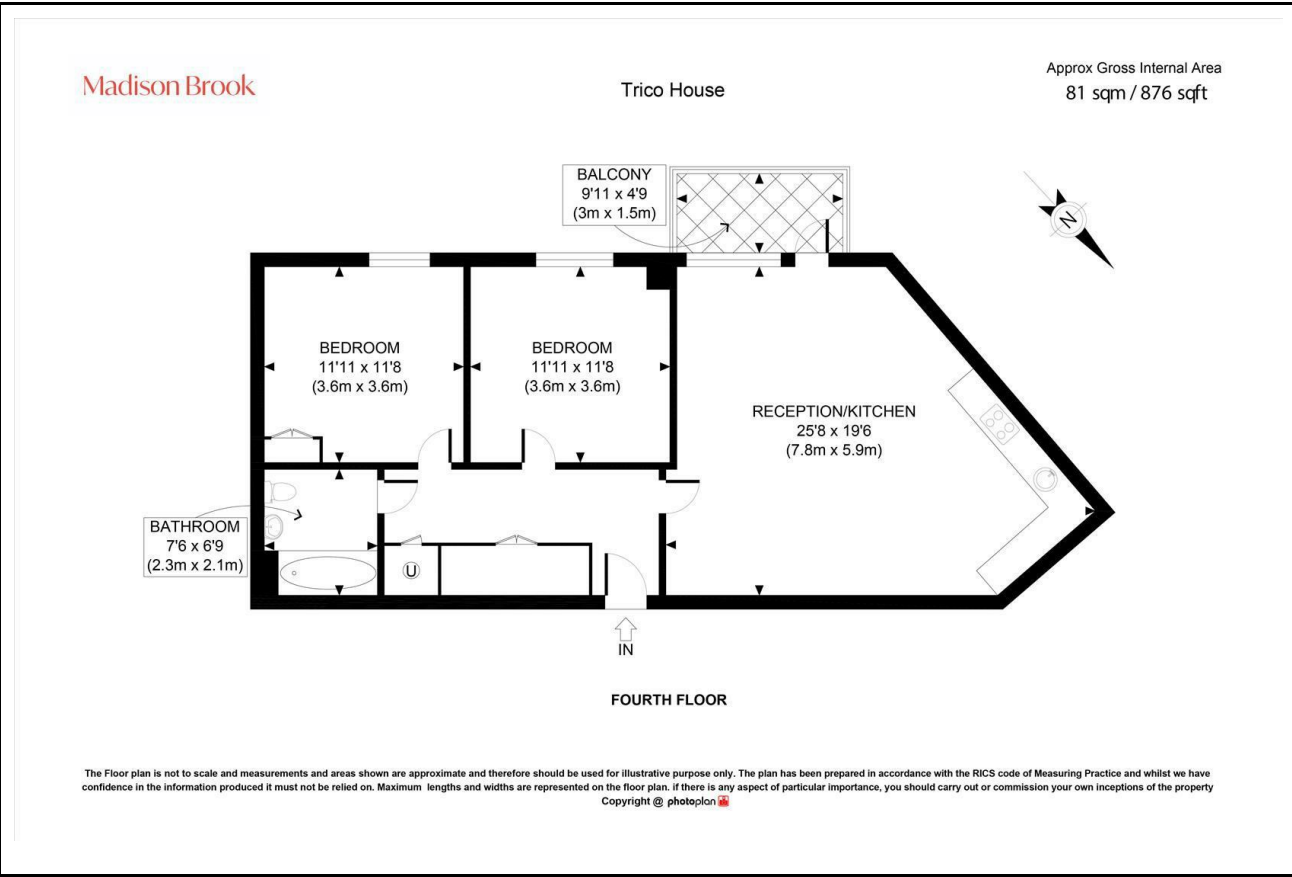 Madison Brook
Trico House
Approx Gross Internal Area
81 sqm / 876 sqft
BALCONY
9'11 x 4'9
(3m x 1.5m)
N
BEDROOM
11'11 x 11'8
(3.6m x 3.6m)
BEDROOM
11'11 x 11'8
(3.6m x 3.6m)
RECEPTION/KITCHEN
25'8 x 19'6
(7.8m x 5.9m)
BATHROOM
7'6 x 6'9
(2.3m x 2.1m)
U
IN
FOURTH FLOOR
The Floor plan is not to scale and measurements and areas shown are approximate and therefore should be used for illustrative purpose only. The plan has been prepared in accordance with the RICS code of Measuring Practice and whilst we have
confidence in the information produced it must not be relied on. Maximum lengths and widths are represented on the floor plan. if there is any aspect of particular importance, you should carry out or commission your own inceptions of the property
Copyright @ photoplan